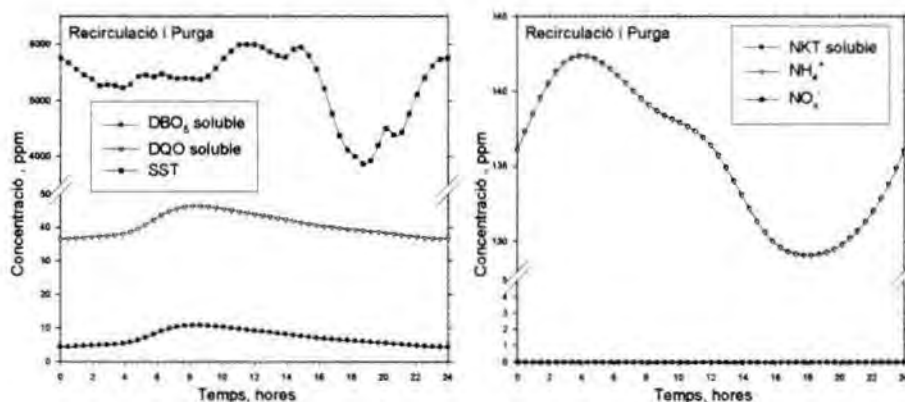 Recirculació i Purga
6000
5000
4000
50
40
30
20
10
0
Concentració, ppm
DBO5 soluble
DQO soluble
SST
0 2 4 6 8 10 12 14 16 18 20 22 24
Temps, hores
Recirculació i Purga
145
140
135
130
5
4
3
2
1
0
Concentració, ppm
NKT soluble
NH4+
NOx-
0 2 4 6 8 10 12 14 16 18 20 22 24
Temps, hores